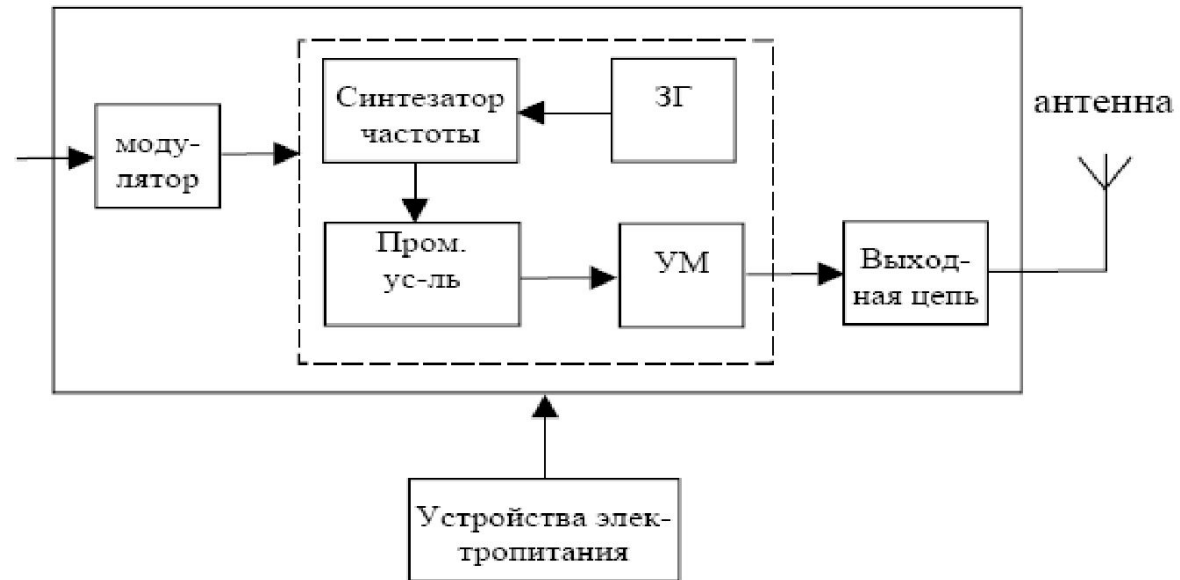 Синтезатор
частоты
ЗГ
антенна
моду-
лятор
Пром.
ус-ль
УМ
Выход-
ная цепь
Устройства элек-
тропитания